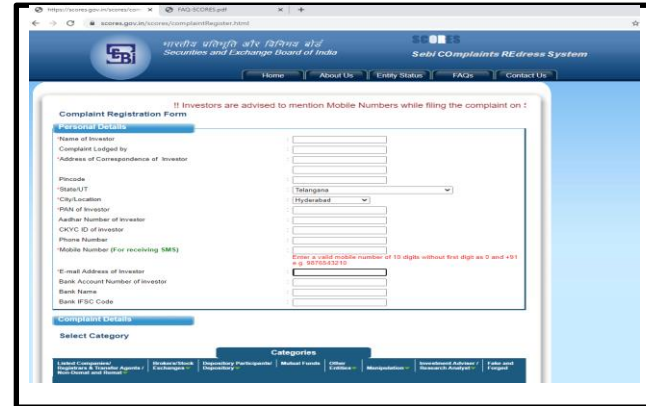 https://scores.gov.in/scores/com
FAQ-SCORES.pdf
scores.gov.in/scores/complaintRegister.html
SEBI
भारतीय प्रतिभूति और विनिमय बोर्ड
Securities and Exchange Board of India
SCORES
Sebi COmplaints REdress System
Home
About Us
Entity Status
FAQs
Contact Us
!! Investors are advised to mention Mobile Numbers while filing the complaint on
Complaint Registration Form
Personal Details
*Name of Investor :
Complaint Lodged by :
*Address of Correspondence of Investor :
Pincode :
*State/UT : Telangana
*City/Location : Hyderabad
*PAN of Investor :
Aadhar Number of Investor :
CKYC ID of investor :
Phone Number :
*Mobile Number (For receiving SMS) :
Enter a valid mobile number of 10 digits without first digit as 0 and +91
e.g. 9876543210
*E-mail Address of Investor :
Bank Account Number of investor :
Bank Name :
Bank IFSC Code :
Complaint Details
Select Category
Categories
Listed Companies/ Registrars & Transfer Agents / Non-Demat and Remat
Brokers/Stock Exchanges
Depository Participants/ Depository
Mutual Funds
Other Entities
Manipulation
Investment Adviser / Research Analyst
Fake and Forged